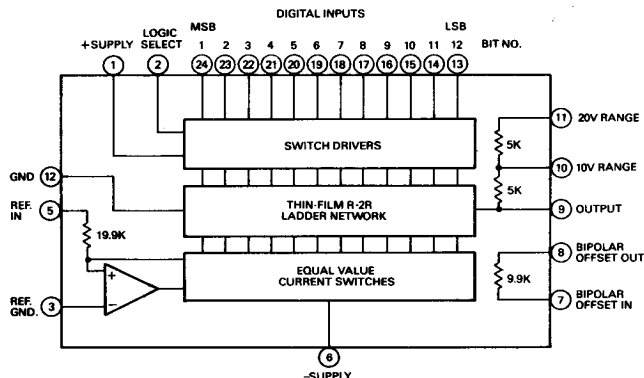 DIGITAL INPUTS
LOGIC SELECT
MSB
LSB
+SUPPLY
1 2 3 4 5 6 7 8 9 10 11 12 BIT NO.
1 2 24 23 22 21 20 19 18 17 16 15 14 13
11 20V RANGE
SWITCH DRIVERS
5K
GND 12
10 10V RANGE
REF. IN 5
THIN-FILM R-2R
LADDER NETWORK
5K
9 OUTPUT
19.9K
8 BIPOLAR
OFFSET OUT
+
EQUAL VALUE
CURRENT SWITCHES
9.9K
REF.
GND. 3
–
7 BIPOLAR
OFFSET IN
6
–SUPPLY